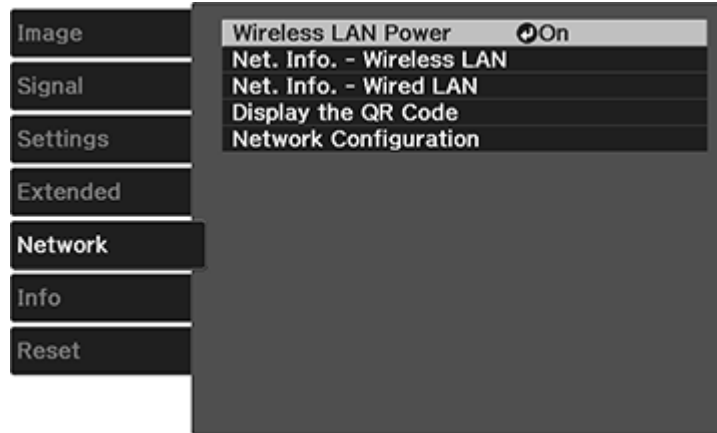 Image
Signal
Settings
Extended
Network
Info
Reset
Wireless LAN Power On
Net. Info. - Wireless LAN
Net. Info. - Wired LAN
Display the QR Code
Network Configuration